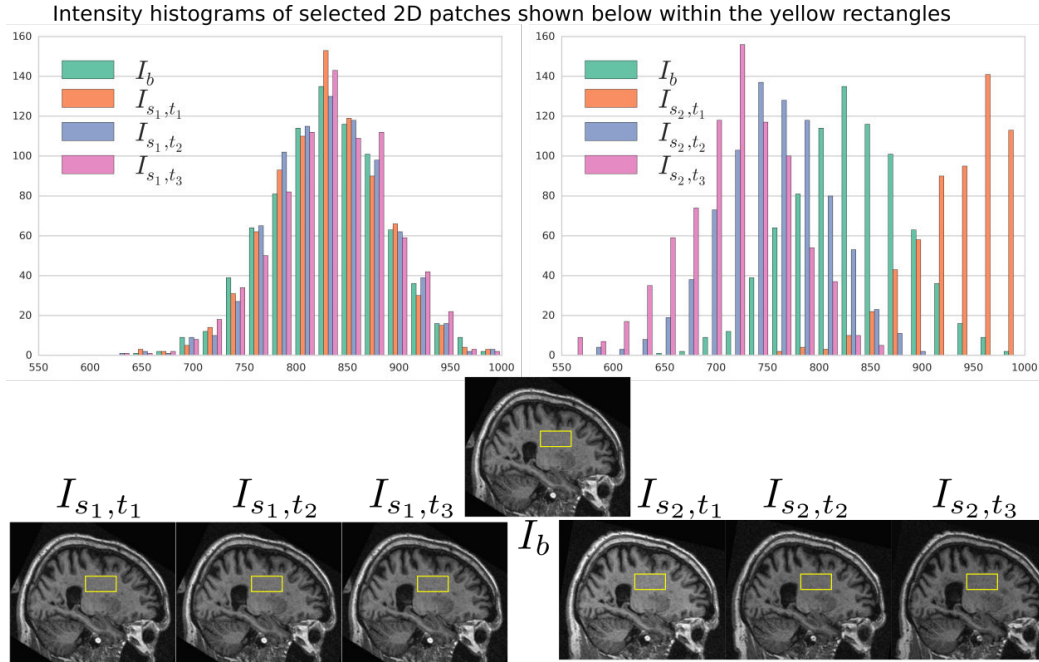 Intensity histograms of selected 2D patches shown below within the yellow rectangles
160
140
120
100
80
60
40
20
0
550 600 650 700 750 800 850 900 950 1000
I_b
I_{s_1,t_1}
I_{s_1,t_2}
I_{s_1,t_3}
160
140
120
100
80
60
40
20
0
550 600 650 700 750 800 850 900 950 1000
I_b
I_{s_2,t_1}
I_{s_2,t_2}
I_{s_2,t_3}
I_{s_1,t_1} I_{s_1,t_2} I_{s_1,t_3} I_{s_2,t_1} I_{s_2,t_2} I_{s_2,t_3}
I_b